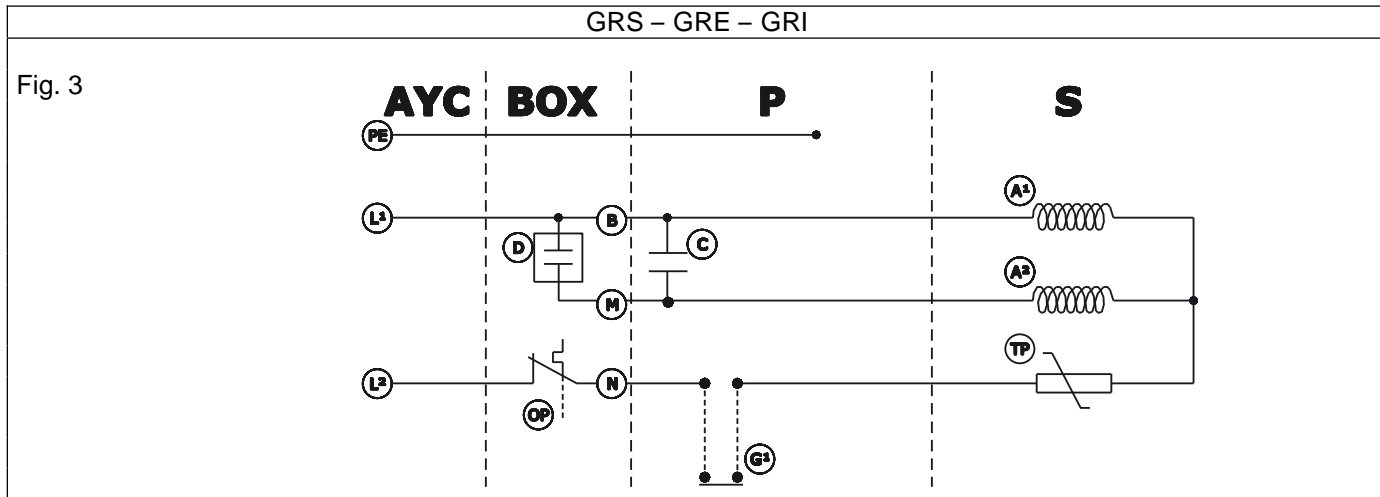 GRS – GRE – GRI
Fig. 3
AYC BOX P S
PE
A¹
L¹ B
D C
A²
M
TP
L² N
OP
G¹